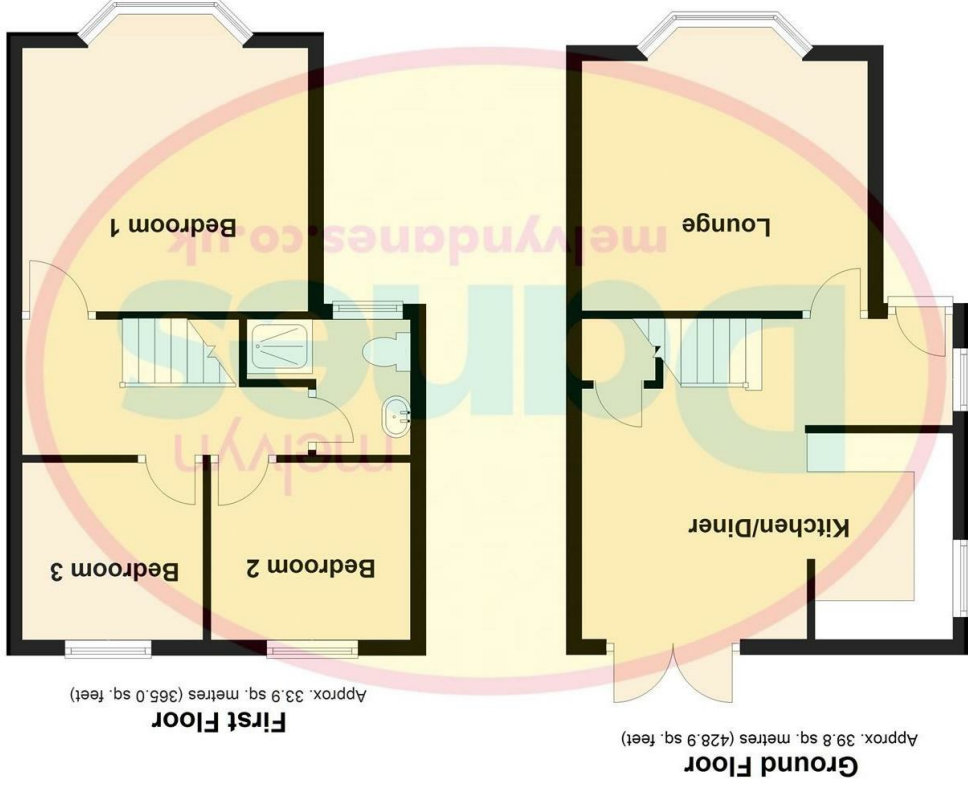 Ground Floor
Approx. 39.8 sq. metres (428.9 sq. feet)
Kitchen/Diner
Lounge
First Floor
Approx. 33.9 sq. metres (365.0 sq. feet)
Bedroom 2
Bedroom 3
Bedroom 1
melvyn
Danes
melvyndanes.co.uk